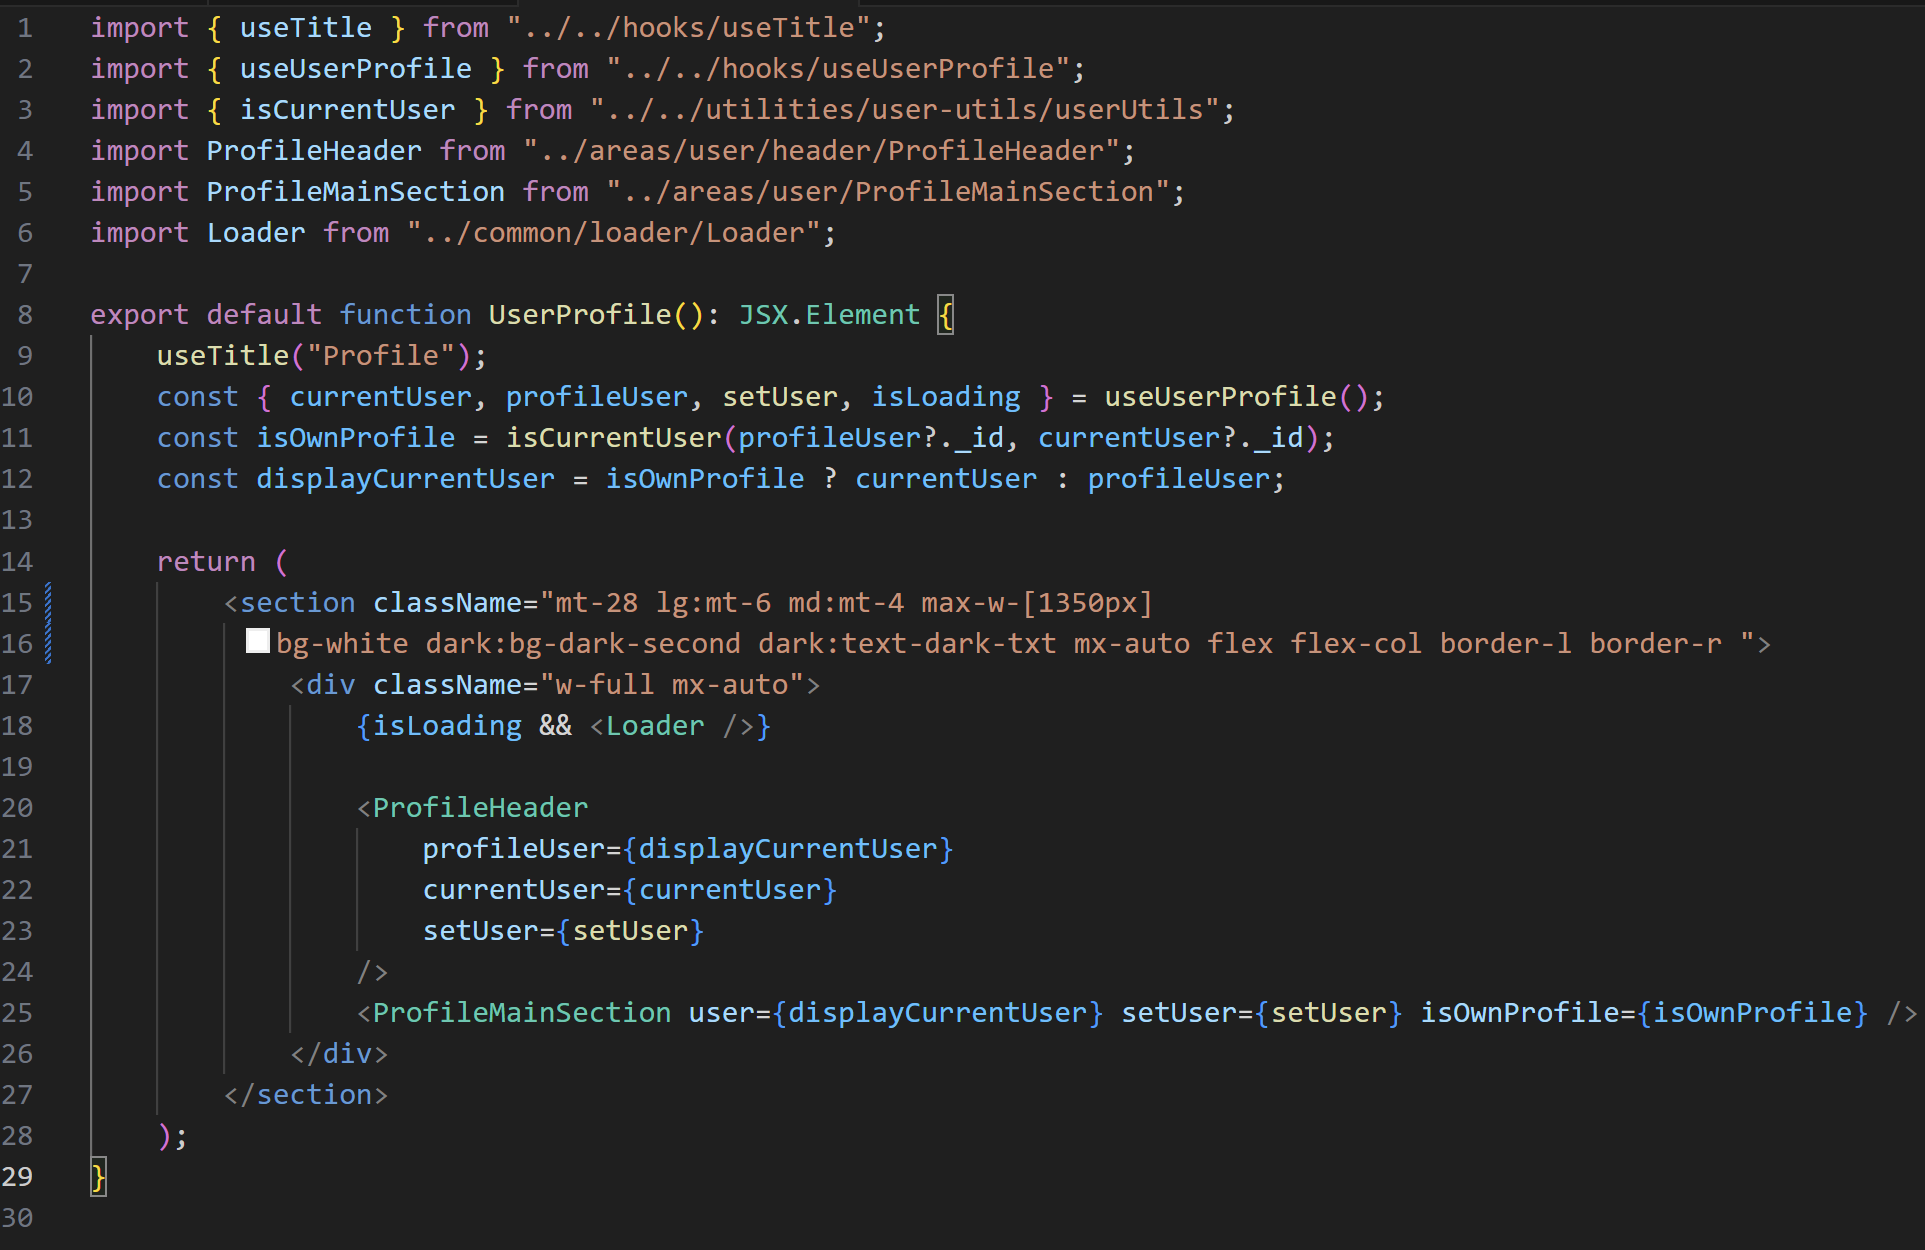 1 import { useTitle } from "../../hooks/useTitle";
2 import { useUserProfile } from "../../hooks/useUserProfile";
3 import { isCurrentUser } from "../../utilities/user-utils/userUtils";
4 import ProfileHeader from "../areas/user/header/ProfileHeader";
5 import ProfileMainSection from "../areas/user/ProfileMainSection";
6 import Loader from "../common/loader/Loader";
7
8 export default function UserProfile(): JSX.Element {
9     useTitle("Profile");
10     const { currentUser, profileUser, setUser, isLoading } = useUserProfile();
11     const isOwnProfile = isCurrentUser(profileUser?._id, currentUser?._id);
12     const displayCurrentUser = isOwnProfile ? currentUser : profileUser;
13
14     return (
15         <section className="mt-28 lg:mt-6 md:mt-4 max-w-[1350px]
16          bg-white dark:bg-dark-second dark:text-dark-txt mx-auto flex flex-col border-l border-r ">
17             <div className="w-full mx-auto">
18                 {isLoading && <Loader />}
19
20                 <ProfileHeader
21                     profileUser={displayCurrentUser}
22                     currentUser={currentUser}
23                     setUser={setUser}
24                 />
25                 <ProfileMainSection user={displayCurrentUser} setUser={setUser} isOwnProfile={isOwnProfile} />
26             </div>
27         </section>
28     );
29 }
30